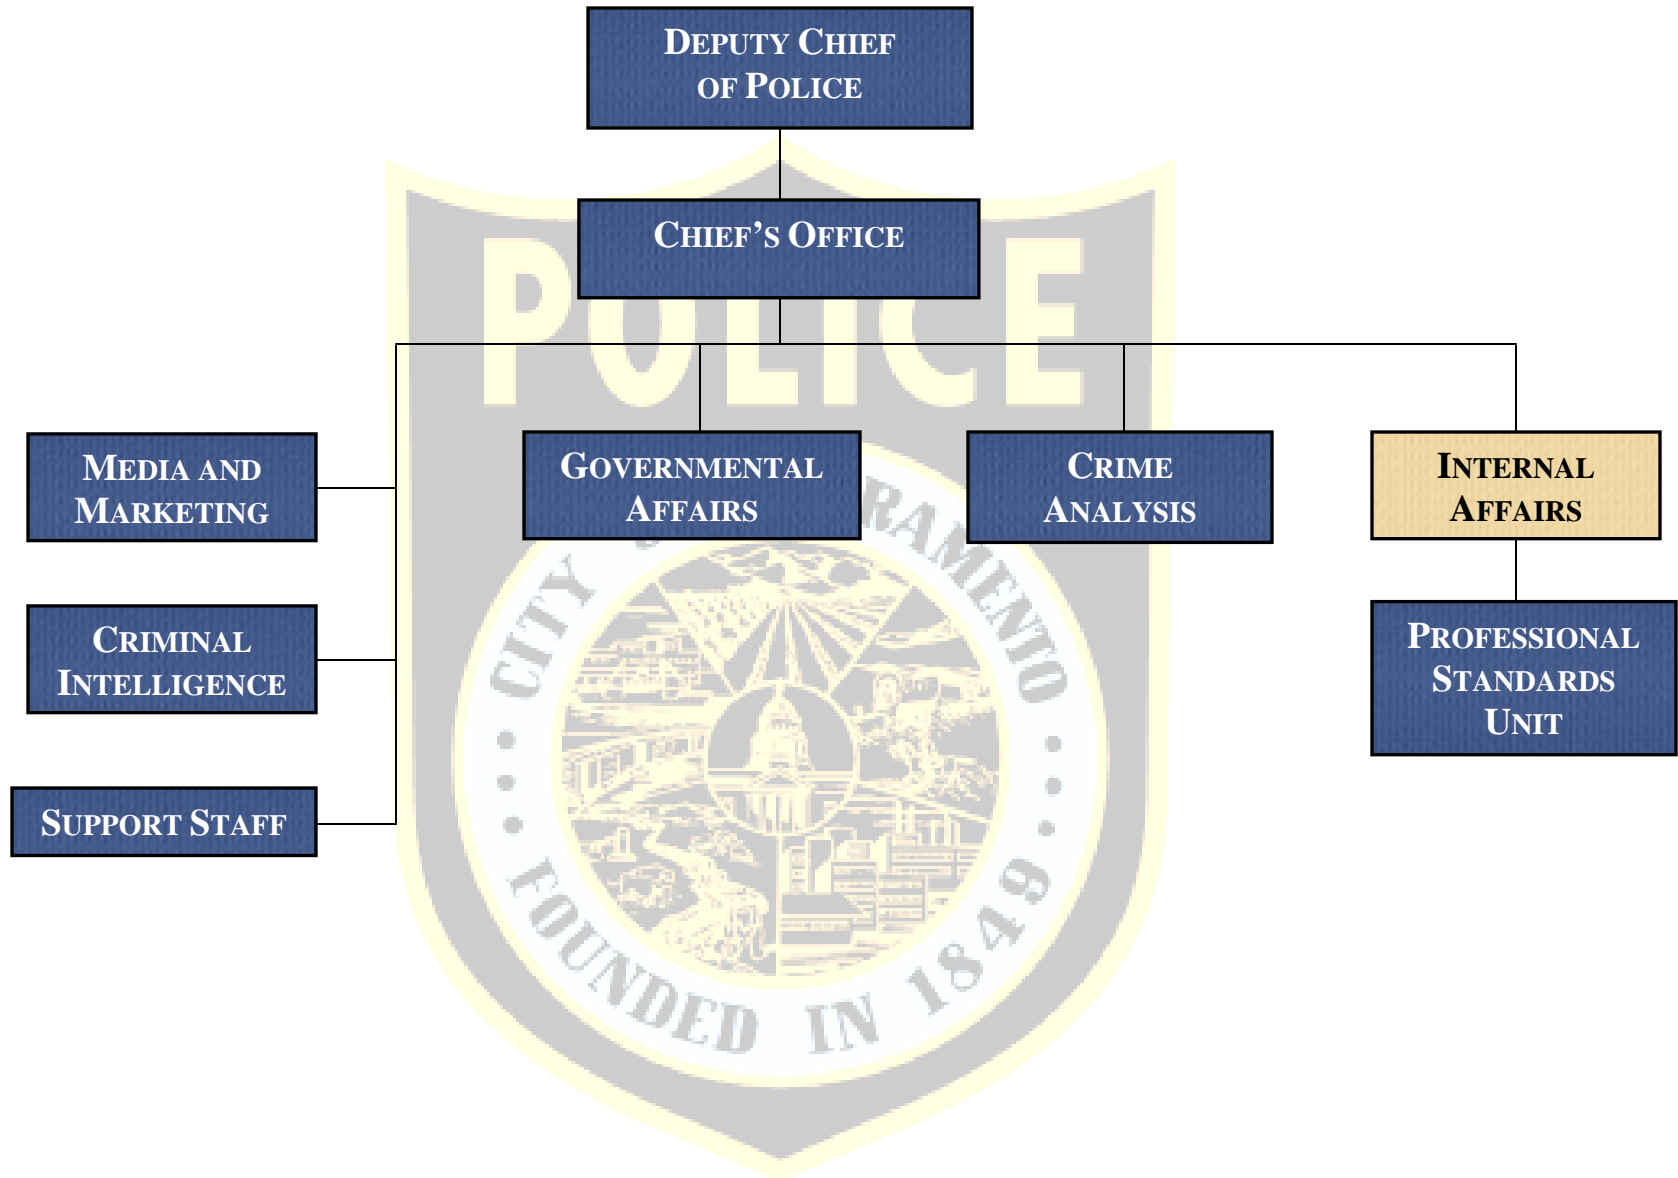 DEPUTY CHIEF
OF POLICE
CHIEF’S OFFICE
POLICE
MEDIA AND
MARKETING
GOVERNMENTAL
AFFAIRS
CRIME
ANALYSIS
INTERNAL
AFFAIRS
CRIMINAL
INTELLIGENCE
PROFESSIONAL
STANDARDS
UNIT
SUPPORT STAFF
CITY RAMENTO
FOUNDED IN 1849